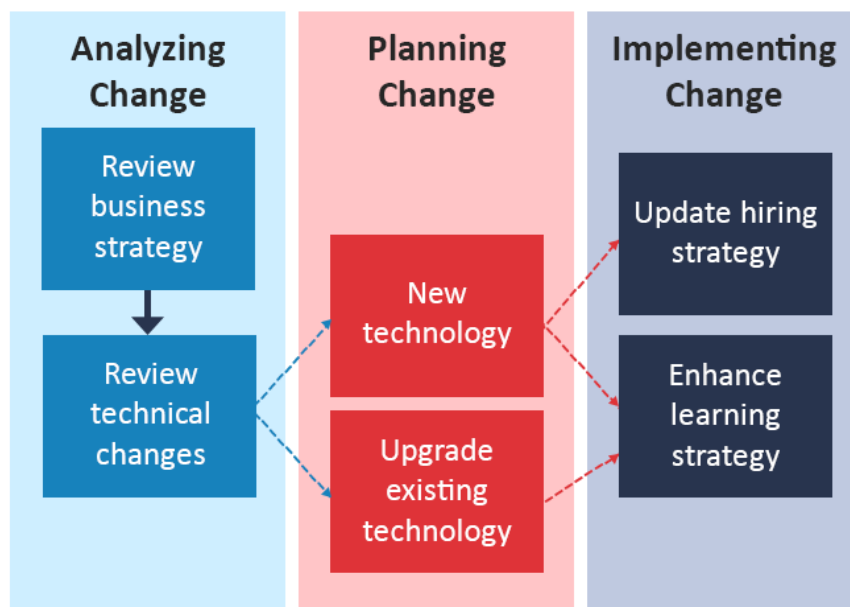 Analyzing
Change
Review
business
strategy
Review
technical
changes
Planning
Change
New
technology
Upgrade
existing
technology
Implementing
Change
Update hiring
strategy
Enhance
learning
strategy